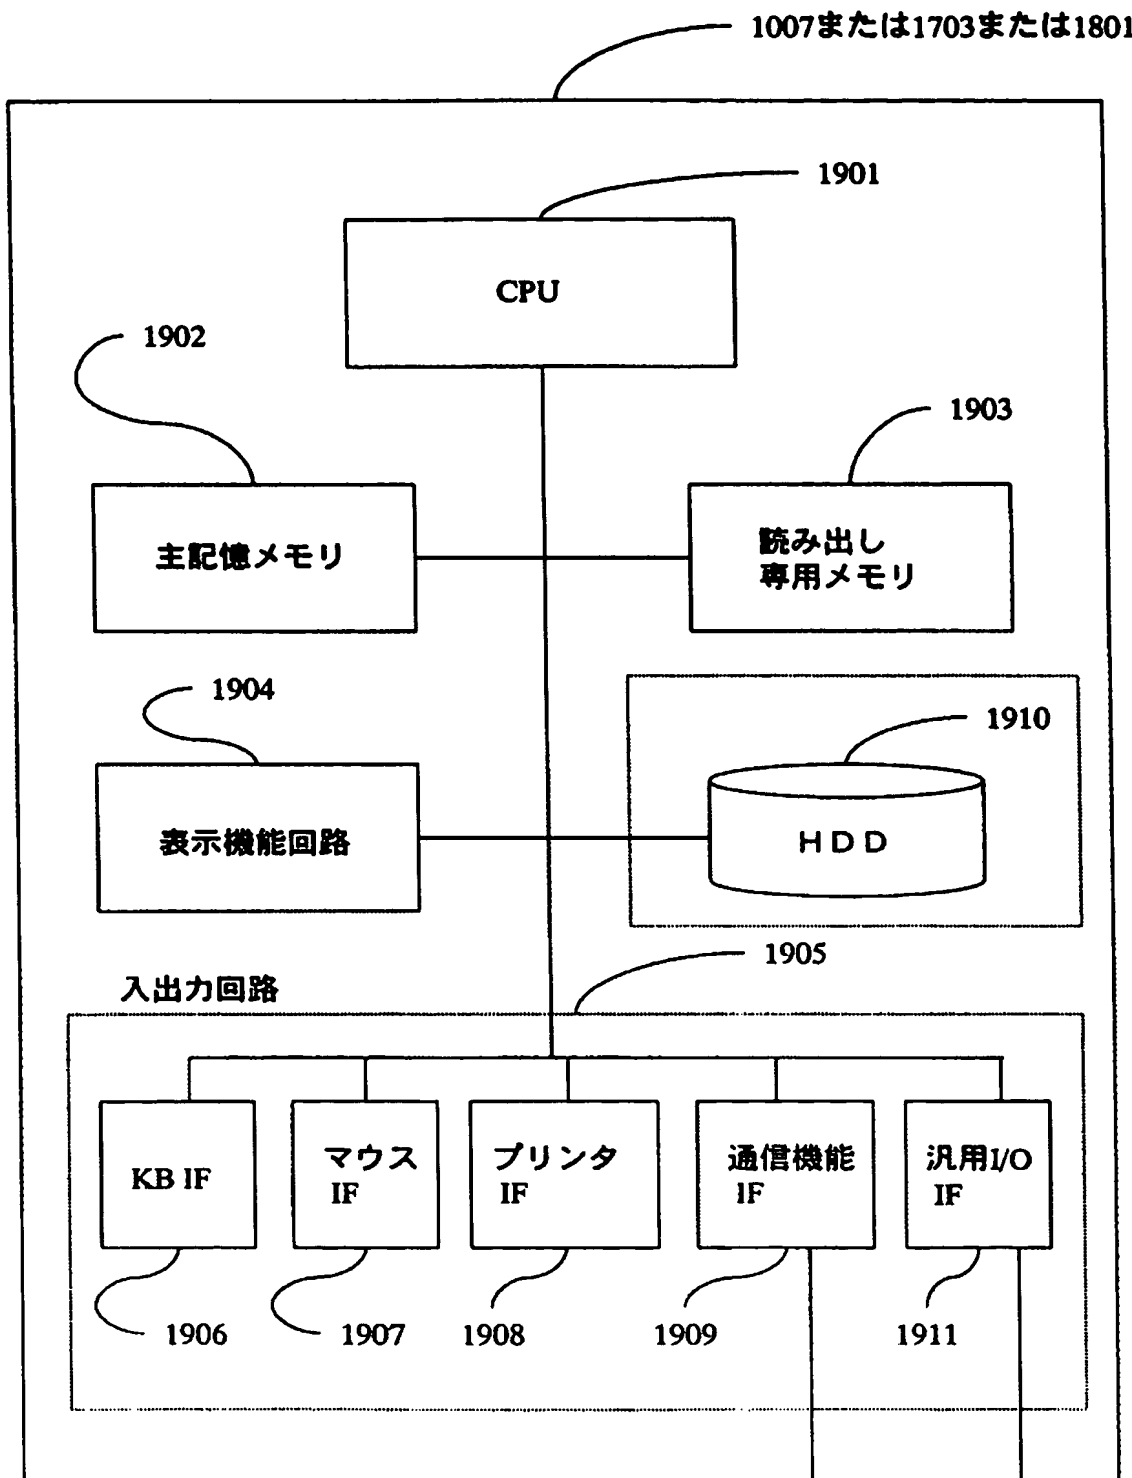 1007または1703または1801
1901
CPU
1902
1903
主記憶メモリ
読み出し
専用メモリ
1904
1910
表示機能回路
HDD
1905
入出力回路
KB IF
マウス
IF
プリンタ
IF
通信機能
IF
汎用I/O
IF
1906
1907
1908
1909
1911